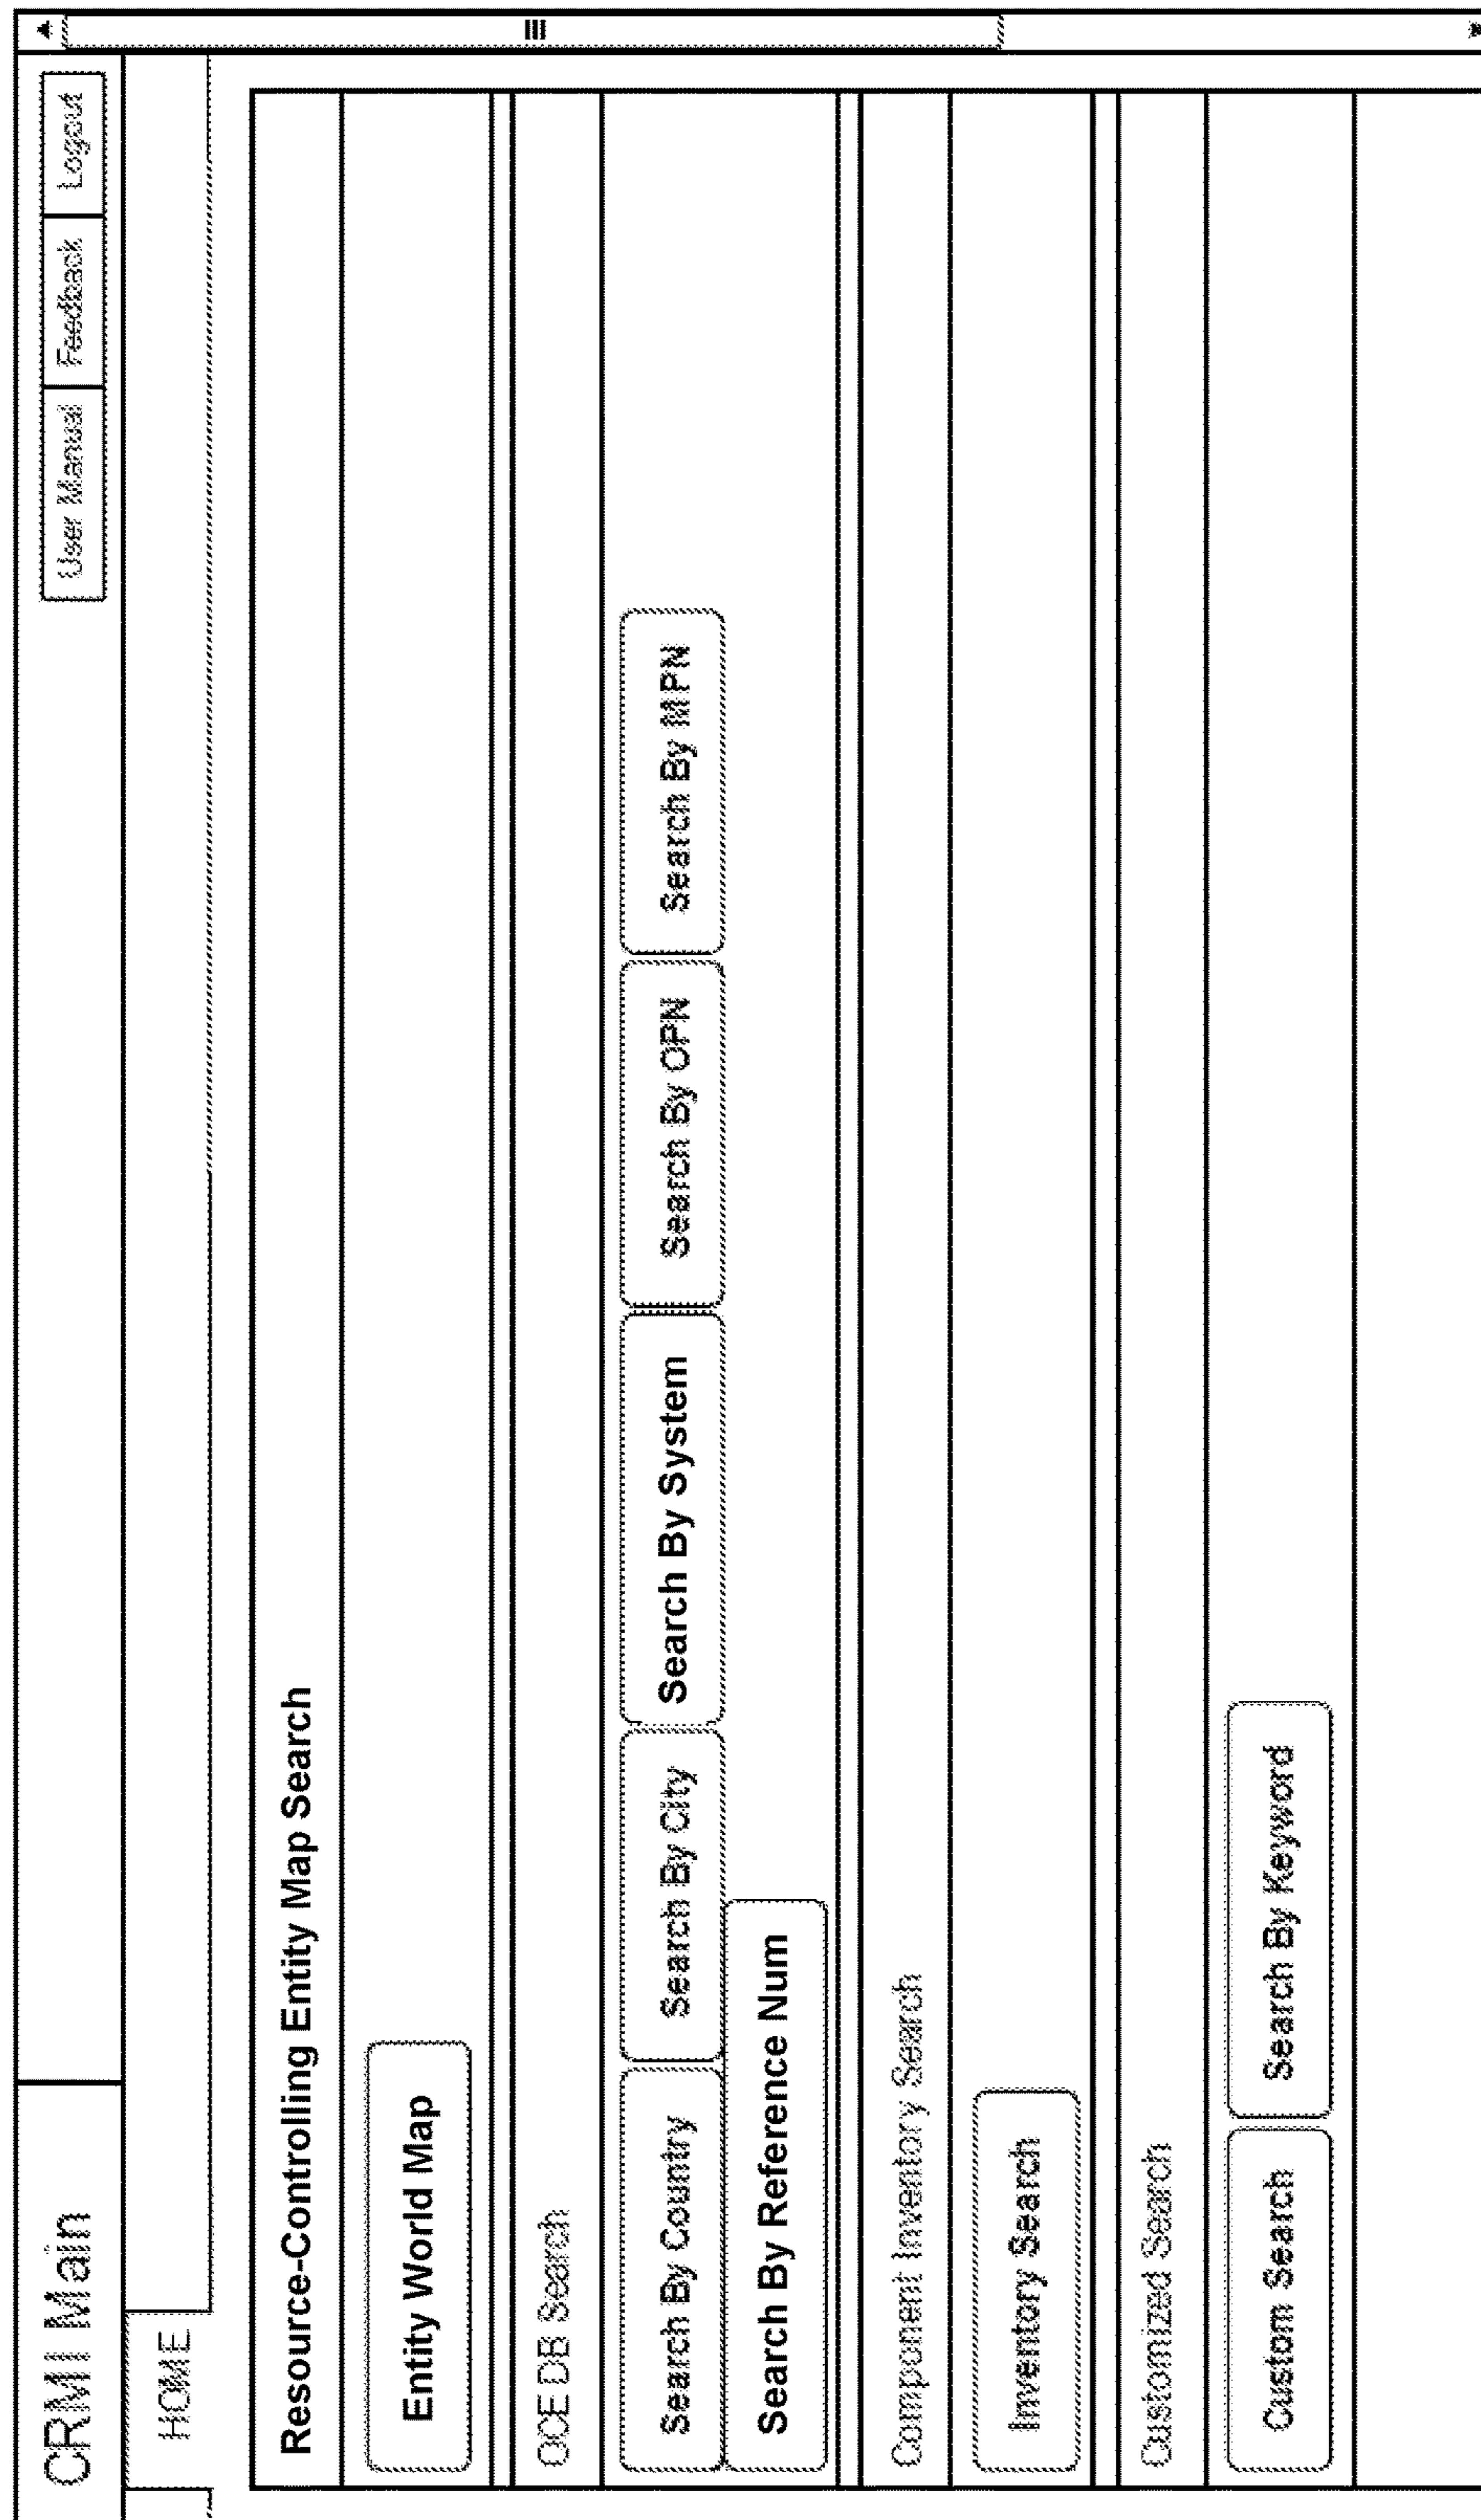 CRMI Main
User Manual Feedback Logout
HOME
Resource-Controlling Entity Map Search
Entity World Map
OCE DB Search
Search By Country Search By City Search By System Search By OPN Search By MPN
Search By Reference Num
Component Inventory Search
Inventory Search
Customized Search
Custom Search Search By Keyword